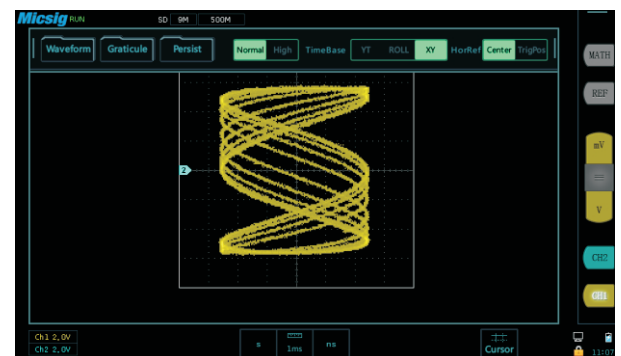 Micsig RUN SD 9M 500M
Waveform Graticule Persist Normal High TimeBase YT ROLL XY HorRef Center TrigPos
MATH
REF
mV
2
V
CH2
CH1
Ch1 2.0V
Ch2 2.0V
s 1ms ns
Cursor
11:07